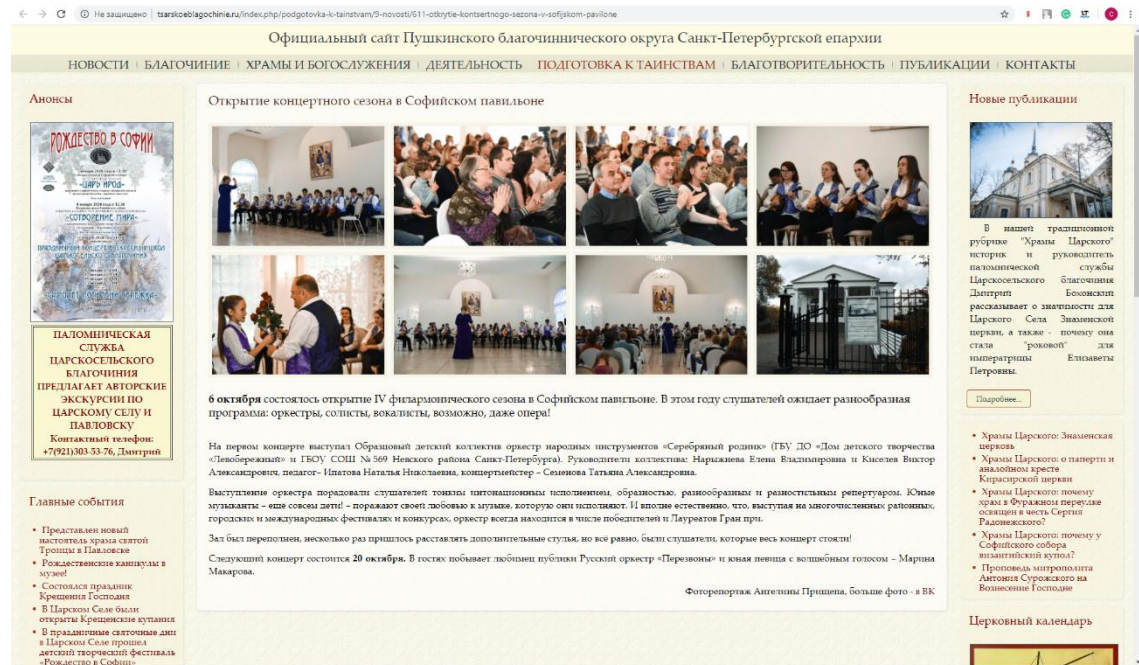 Не защищено | tsarskoeblagochinie.ru/index.php/podgotovka-k-tainstvam/9-novosti/611-otkrytie-kontsertnogo-sezona-v-sofijskom-pavilone
Официальный сайт Пушкинского благочиннического округа Санкт-Петербургской епархии
НОВОСТИ | БЛАГОЧИНИЕ | ХРАМЫ И БОГОСЛУЖЕНИЯ | ДЕЯТЕЛЬНОСТЬ ПОДГОТОВКА К ТАИНСТВАМ | БЛАГОТВОРИТЕЛЬНОСТЬ | ПУБЛИКАЦИИ | КОНТАКТЫ
Анонсы
РОЖДЕСТВО В СОФИИ
«ЦАРЬ ИРОД»
«СОТВОРЕНИЕ МИРА»
ПАЛОМНИЧЕСКАЯ
СЛУЖБА
ЦАРСКОСЕЛЬСКОГО
БЛАГОЧИНИЯ
ПРЕДЛАГАЕТ АВТОРСКИЕ
ЭКСКУРСИИ ПО
ЦАРСКОМУ СЕЛУ И
ПАВЛОВСКУ
Контактный телефон:
+7(921)303-53-76, Дмитрий
Главные события
• Представлен новый
настоятель храма святой
Троицы в Павловске
• Рождественские каникулы в
музее!
• Состоялся праздник
Крещения Господня
• В Царском Селе были
открыты Крещенские купания
• В праздничные святочные дни
в Царском Селе прошел
детский творческий фестиваль
«Рождество в Софии»
Открытие концертного сезона в Софийском павильоне
6 октября состоялось открытие IV филармонического сезона в Софийском павильоне. В этом году слушателей ожидает разнообразная
программа: оркестры, солисты, вокалисты, возможно, даже опера!
На первом концерте выступал Образцовый детский коллектив оркестр народных инструментов «Серебряный родник» (ГБУ ДО «Дом детского творчества
«Левобережный» и ГБОУ СОШ №569 Невского района Санкт-Петербурга). Руководители коллектива: Нарыжнева Елена Владимировна и Киселев Виктор
Александрович, педагог– Ипатова Наталья Николаевна, концертмейстер – Семенова Татьяна Александровна.
Выступление оркестра порадовали слушателей тонким интонационным исполнением, образностью, разнообразным и разностильным репертуаром. Юные
музыканты – ещё совсем дети! – поражают своей любовью к музыке, которую они исполняют. И вполне естественно, что, выступая на многочисленных районных,
городских и международных фестивалях и конкурсах, оркестр всегда находится в числе победителей и Лауреатов Гран при.
Зал был переполнен, несколько раз пришлось расставлять дополнительные стулья, но всё равно, были слушатели, которые весь концерт стояли!
Следующий концерт состоится 20 октября. В гостях побывает любимец публики Русский оркестр «Перезвоны» и юная певица с волшебным голосом – Марина
Макарова.
Фоторепортаж Ангелины Прищепа, больше фото - в ВК
Новые публикации
В нашей традиционной
рубрике "Храмы Царского"
историк и руководитель
паломнической службы
Царскосельского благочиния
Дмитрий Боконский
рассказывает о значимости для
Царского Села Знаменской
церкви, а также - почему она
стала "роковой" для
императрицы Елизаветы
Петровны.
Подробнее...
• Храмы Царского: Знаменская
церковь
• Храмы Царского: о паперти и
аналойном кресте
Кирасирской церкви
• Храмы Царского: почему
храм в Фуражном переулке
освящен в честь Сергия
Радонежского?
• Храмы Царского: почему у
Софийского собора
византийский купол?
• Проповедь митрополита
Антония Сурожского на
Вознесение Господне
Церковный календарь